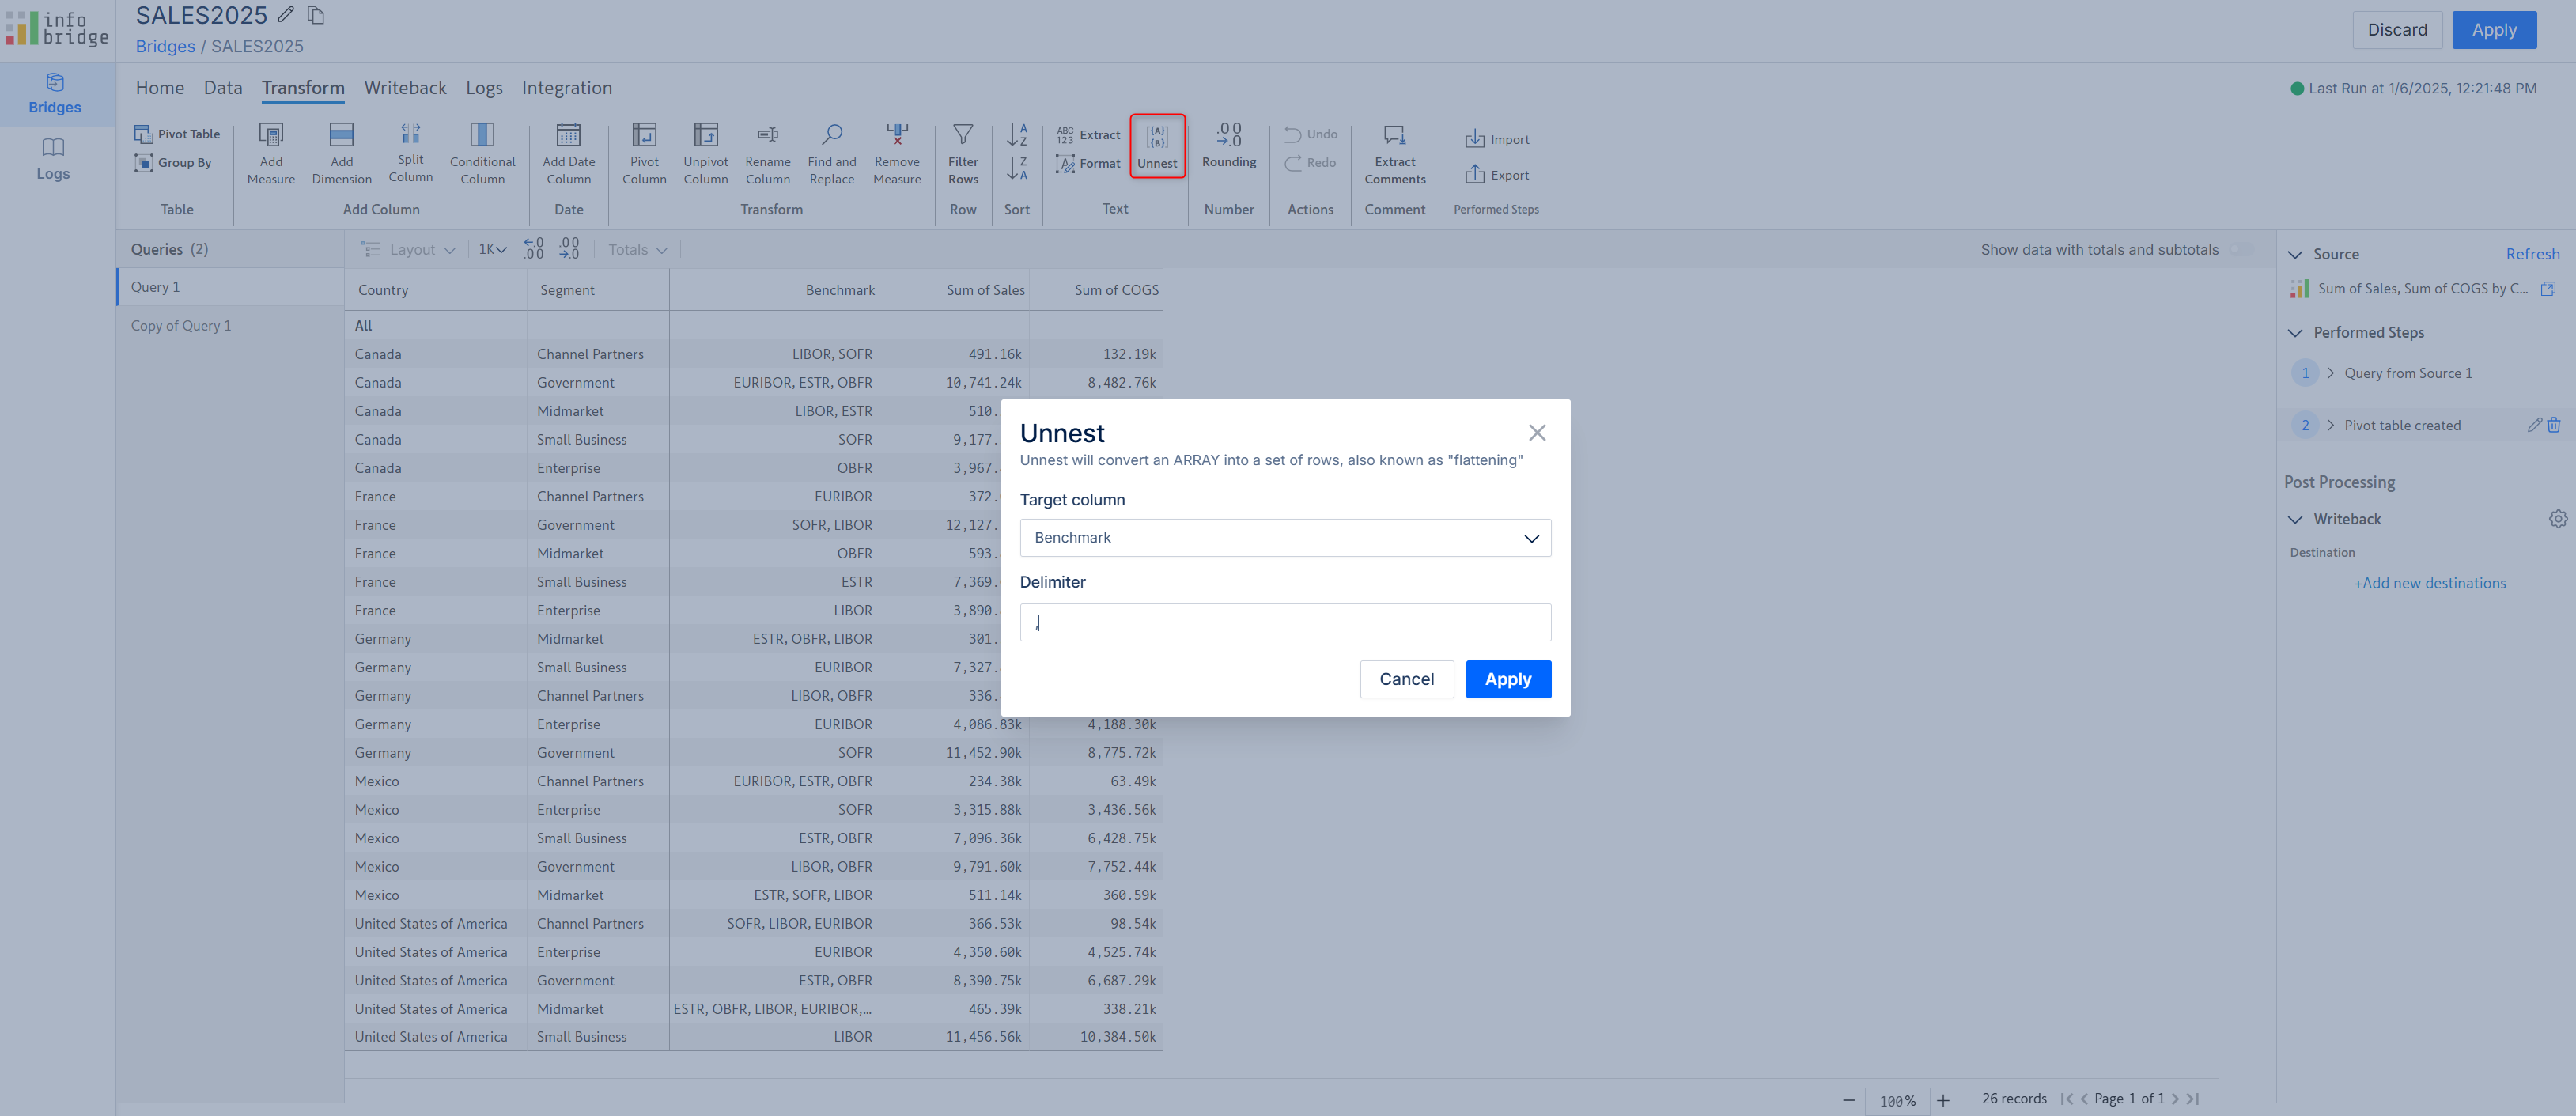 info
bridge
SALES2025
Bridges / SALES2025
Discard
Apply
Bridges
Logs
Home Data Transform Writeback Logs Integration
Last Run at 1/6/2025, 12:21:48 PM
Pivot Table
Group By
Table
Add Measure
Add Dimension
Split Column
Conditional Column
Add Column
Add Date Column
Date
Pivot Column
Unpivot Column
Rename Column
Find and Replace
Remove Measure
Transform
Filter Rows
Row
A Z
Z A
Sort
ABC 123 Extract
Format
Unnest
Text
.00 .0
Rounding
Number
Undo
Redo
Actions
Extract Comments
Comment
Import
Export
Performed Steps
Queries (2)
Query 1
Copy of Query 1
Layout 1K .0 .00 .00 .0 Totals
Show data with totals and subtotals
Country Segment Benchmark Sum of Sales Sum of COGS
All
Canada Channel Partners LIBOR, SOFR 491.16k 132.19k
Canada Government EURIBOR, ESTR, OBFR 10,741.24k 8,482.76k
Canada Midmarket LIBOR, ESTR 510.
Canada Small Business SOFR 9,177.
Canada Enterprise OBFR 3,967.
France Channel Partners EURIBOR 372.
France Government SOFR, LIBOR 12,127.
France Midmarket OBFR 593.
France Small Business ESTR 7,369.
France Enterprise LIBOR 3,890.
Germany Midmarket ESTR, OBFR, LIBOR 301.
Germany Small Business EURIBOR 7,327.
Germany Channel Partners LIBOR, OBFR 336.
Germany Enterprise EURIBOR 4,086.83k 4,188.30k
Germany Government SOFR 11,452.90k 8,775.72k
Mexico Channel Partners EURIBOR, ESTR, OBFR 234.38k 63.49k
Mexico Enterprise SOFR 3,315.88k 3,436.56k
Mexico Small Business ESTR, OBFR 7,096.36k 6,428.75k
Mexico Government LIBOR, OBFR 9,791.60k 7,752.44k
Mexico Midmarket ESTR, SOFR, LIBOR 511.14k 360.59k
United States of America Channel Partners SOFR, LIBOR, EURIBOR 366.53k 98.54k
United States of America Enterprise EURIBOR 4,350.60k 4,525.74k
United States of America Government ESTR, OBFR 8,390.75k 6,687.29k
United States of America Midmarket ESTR, OBFR, LIBOR, EURIBOR,... 465.39k 338.21k
United States of America Small Business LIBOR 11,456.56k 10,384.50k
Unnest
Unnest will convert an ARRAY into a set of rows, also known as "flattening"
Target column
Benchmark
Delimiter
,
Cancel
Apply
Source Refresh
Sum of Sales, Sum of COGS by C...
Performed Steps
1 Query from Source 1
2 Pivot table created
Post Processing
Writeback
Destination
+Add new destinations
100% 26 records Page 1 of 1